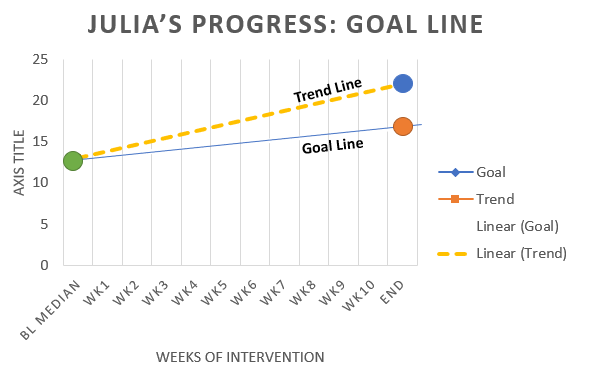 JULIA'S PROGRESS: GOAL LINE
25
20
15
10
5
0
AXIS TITLE
Trend Line
Goal Line
BL MEDIAN
WK1
WK2
WK3
WK4
WK5
WK6
WK7
WK8
WK9
WK10
END
WEEKS OF INTERVENTION
Goal
Trend
Linear (Goal)
Linear (Trend)